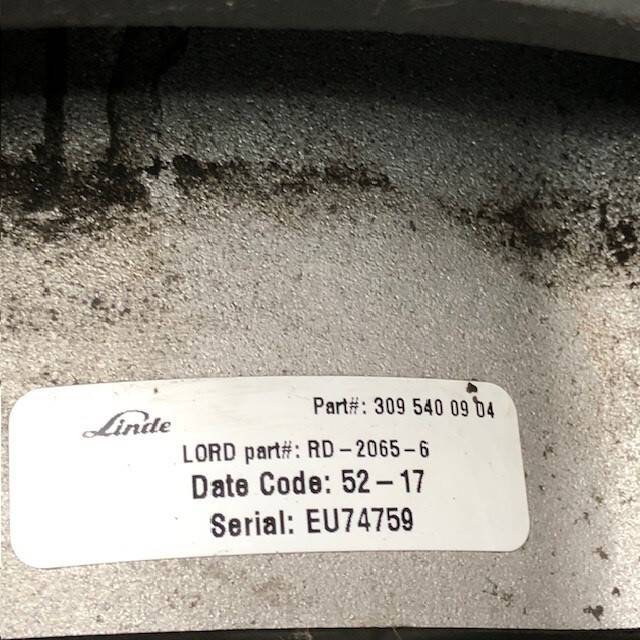 Linde
Part#: 309 540 09 04
LORD part#: RD-2065-6
Date Code: 52-17
Serial: EU74759